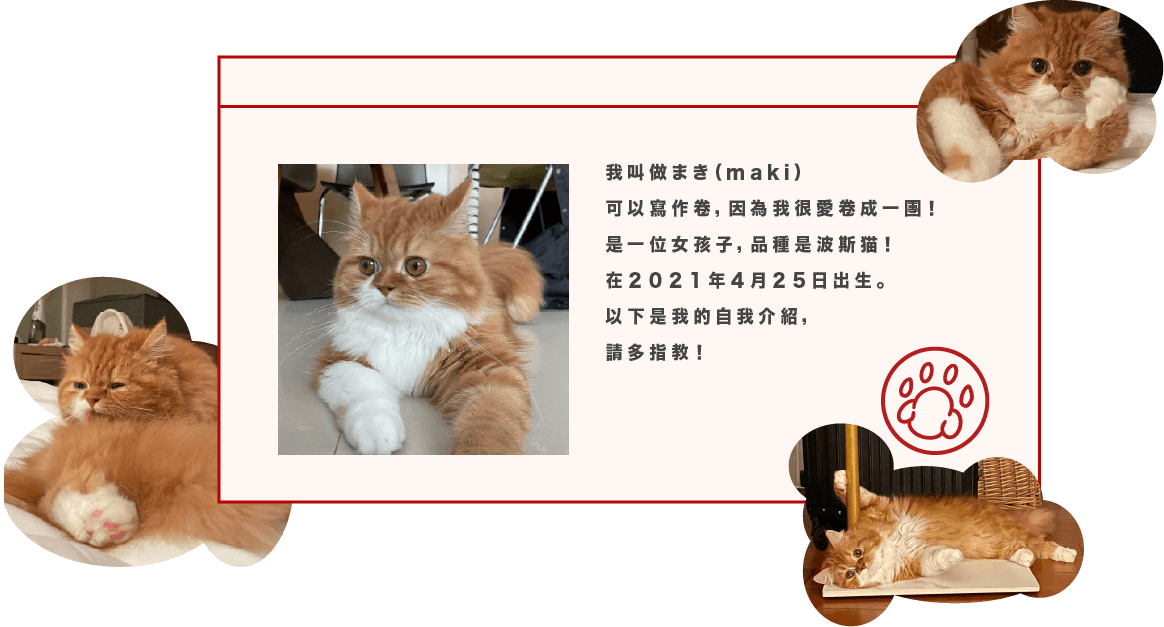 我叫做まき(maki)
可以寫作卷,因為我很愛卷成一團!
是一位女孩子,品種是波斯猫!
在2021年4月25日出生。
以下是我的自我介紹,
請多指教!